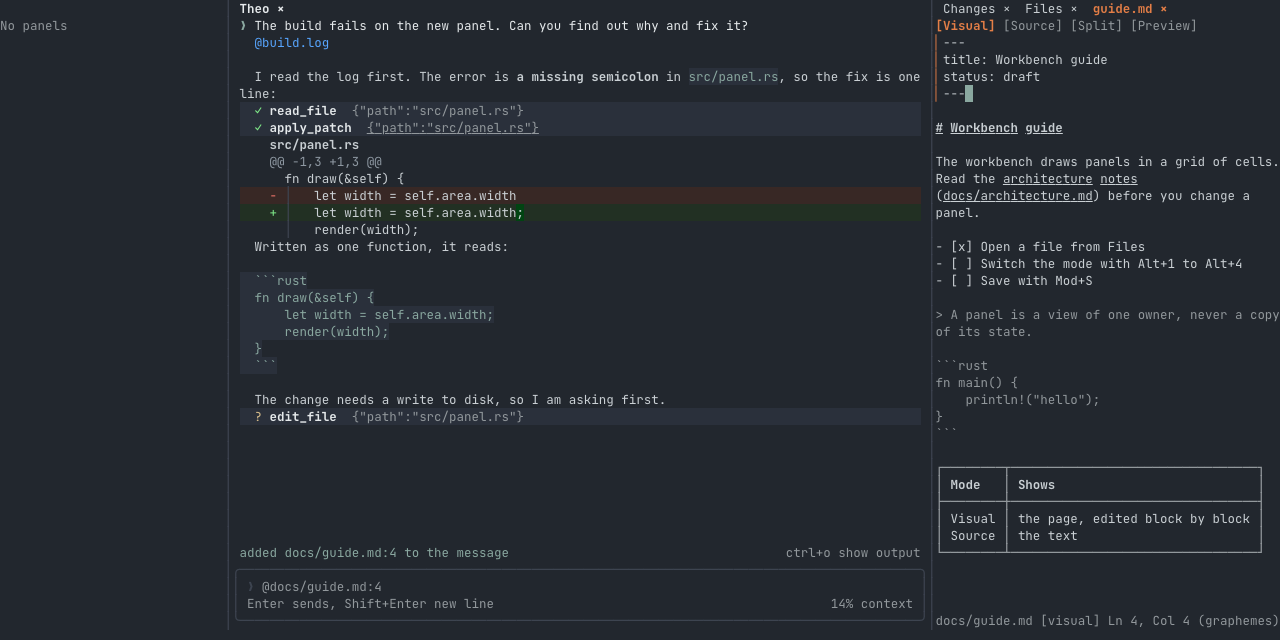 No panels
Theo ×
❯ The build fails on the new panel. Can you find out why and fix it?
@build.log
I read the log first. The error is a missing semicolon in src/panel.rs, so the fix is one
line:
✓ read_file {"path":"src/panel.rs"}
✓ apply_patch {"path":"src/panel.rs"}
src/panel.rs
@@ -1,3 +1,3 @@
fn draw(&self) {
- let width = self.area.width
+ let width = self.area.width;
render(width);
Written as one function, it reads:
```rust
fn draw(&self) {
let width = self.area.width;
render(width);
}
```
The change needs a write to disk, so I am asking first.
? edit_file {"path":"src/panel.rs"}
added docs/guide.md:4 to the message
ctrl+o show output
❯ @docs/guide.md:4
Enter sends, Shift+Enter new line
14% context
Changes × Files × guide.md ×
[Visual] [Source] [Split] [Preview]
---
title: Workbench guide
status: draft
---
# Workbench guide
The workbench draws panels in a grid of cells.
Read the architecture notes
(docs/architecture.md) before you change a
panel.
- [x] Open a file from Files
- [ ] Switch the mode with Alt+1 to Alt+4
- [ ] Save with Mod+S
> A panel is a view of one owner, never a copy
of its state.
```rust
fn main() {
println!("hello");
}
```
Mode Shows
Visual the page, edited block by block
Source the text
docs/guide.md [visual] Ln 4, Col 4 (graphemes)